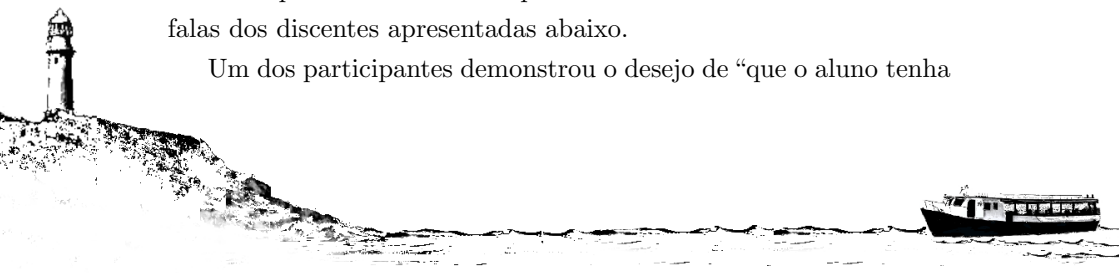 falas dos discentes apresentadas abaixo.
Um dos participantes demonstrou o desejo de “que o aluno tenha